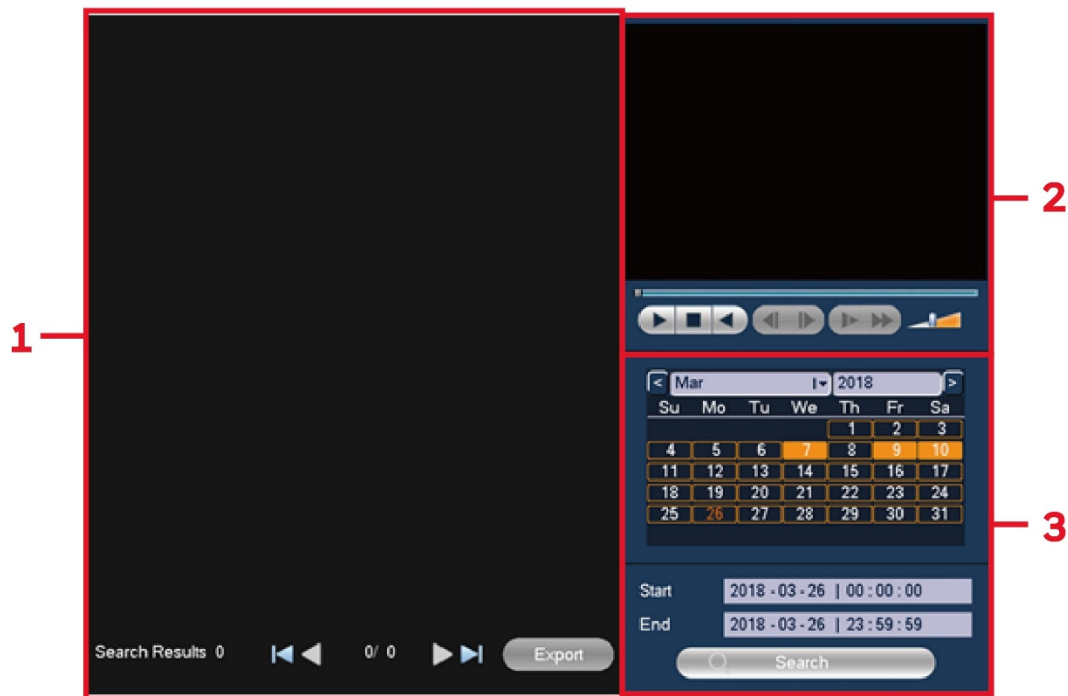 1
Search Results 0 0/ 0 Export
2
Mar 2018
Su Mo Tu We Th Fr Sa
1 2 3
4 5 6 7 8 9 10
11 12 13 14 15 16 17
18 19 20 21 22 23 24
25 26 27 28 29 30 31
3
Start 2018 - 03 - 26 | 00 : 00 : 00
End 2018 - 03 - 26 | 23 : 59 : 59
Search